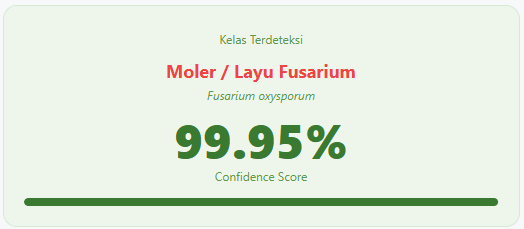 Kelas Terdeteksi
Moler / Layu Fusarium
Fusarium oxysporum
99.95%
Confidence Score